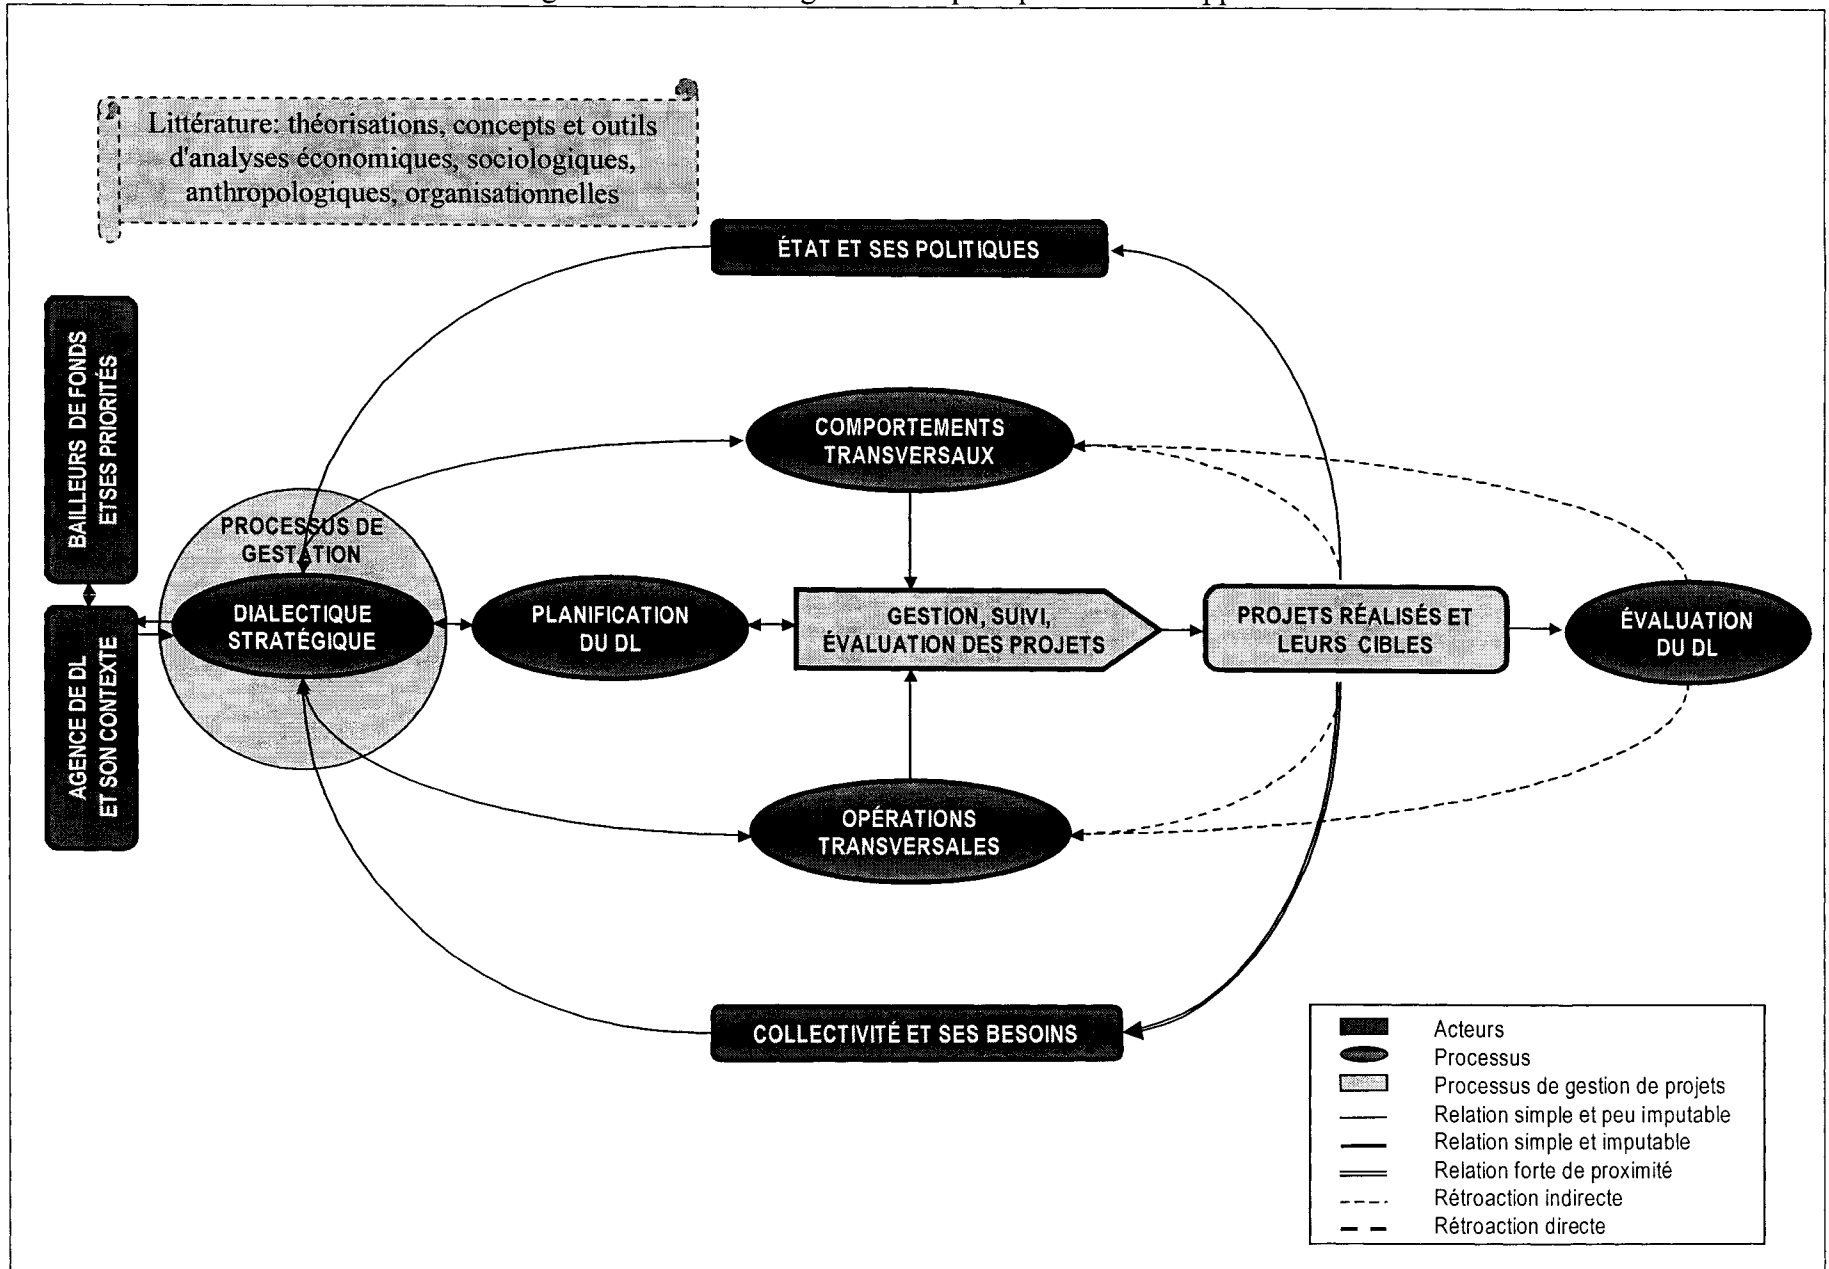 Littérature: théorisations, concepts et outils
d'analyses économiques, sociologiques,
anthropologiques, organisationnelles
ÉTAT ET SES POLITIQUES
BAILLEURS DE FONDS
ETSES PRIORITÉS
COMPORTEMENTS
TRANSVERSAUX
PROCESSUS DE
GESTATION
AGENCE DE DL
ET SON CONTEXTE
DIALECTIQUE
STRATÉGIQUE
PLANIFICATION
DU DL
GESTION, SUIVI,
ÉVALUATION DES PROJETS
PROJETS RÉALISÉS ET
LEURS CIBLES
ÉVALUATION
DU DL
OPÉRATIONS
TRANSVERSALES
COLLECTIVITÉ ET SES BESOINS
Acteurs
Processus
Processus de gestion de projets
Relation simple et peu imputable
Relation simple et imputable
Relation forte de proximité
Rétroaction indirecte
Rétroaction directe